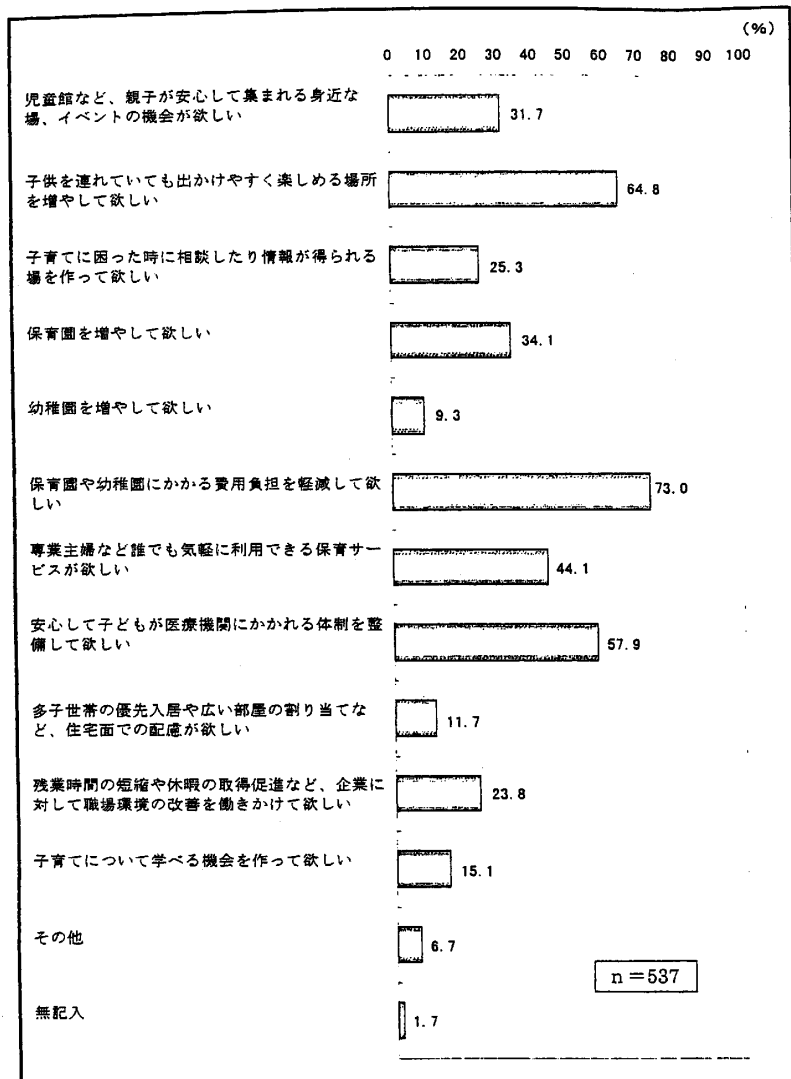 (%)
0 10 20 30 40 50 60 70 80 90 100
児童館など、親子が安心して集まれる身近な
場、イベントの機会が欲しい
31.7
子供を連れていても出かけやすく楽しめる場所
を増やして欲しい
64.8
子育てに困った時に相談したり情報が得られる
場を作って欲しい
25.3
保育園を増やして欲しい
34.1
幼稚園を増やして欲しい
9.3
保育園や幼稚園にかかる費用負担を軽減して欲
しい
73.0
専業主婦など誰でも気軽に利用できる保育サー
ビスが欲しい
44.1
安心して子どもが医療機関にかかれる体制を整
備して欲しい
57.9
多子世帯の優先入居や広い部屋の割り当てな
ど、住宅面での配慮が欲しい
11.7
残業時間の短縮や休暇の取得促進など、企業に
対して職場環境の改善を働きかけて欲しい
23.8
子育てについて学べる機会を作って欲しい
15.1
その他
6.7
n=537
無記入
1.7